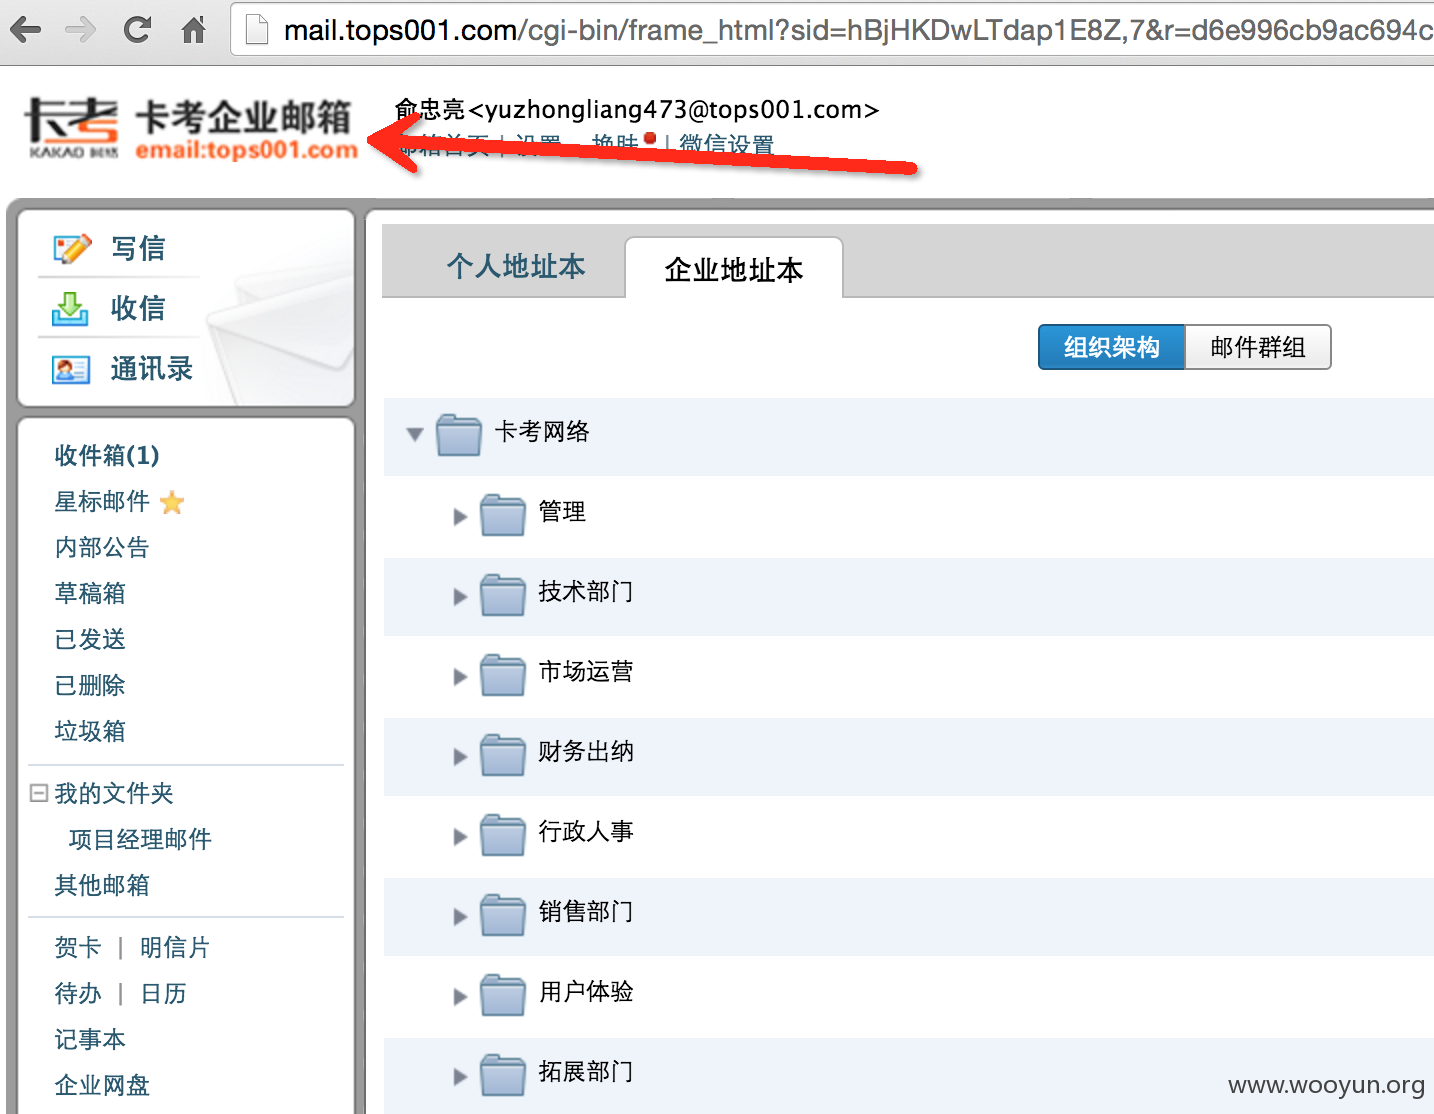 mail.tops001.com/cgi-bin/frame_html?sid=hBjHKDwLTdap1E8Z,7&r=d6e996cb9ac694c
卡考 卡考企业邮箱
KAKAO 网络 email:tops001.com
俞忠亮<yuzhongliang473@tops001.com>
邮箱首页 | 设置 换肤 | 微信设置
写信
收信
通讯录
个人地址本 企业地址本
组织架构 邮件群组
收件箱(1)
星标邮件
内部公告
草稿箱
已发送
已删除
垃圾箱
我的文件夹
项目经理邮件
其他邮箱
贺卡 | 明信片
待办 | 日历
记事本
企业网盘
卡考网络
管理
技术部门
市场运营
财务出纳
行政人事
销售部门
用户体验
拓展部门
www.wooyun.org